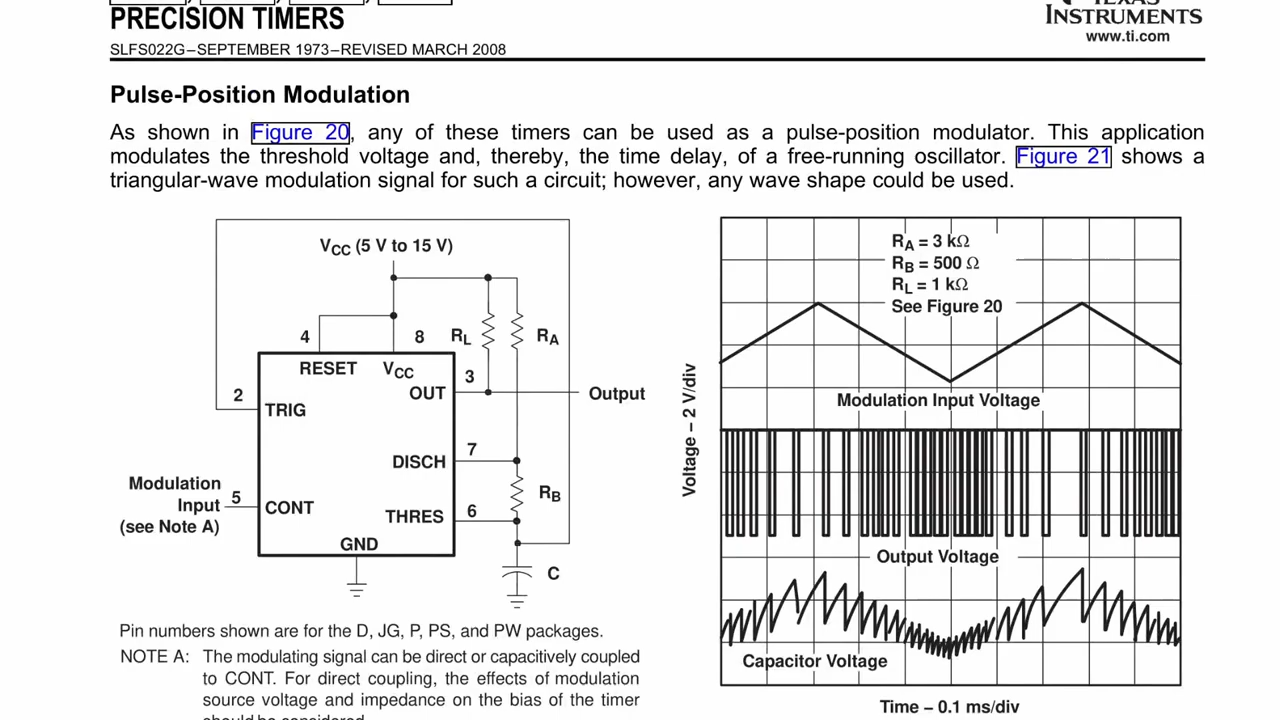 PRECISION TIMERS
TEXAS
INSTRUMENTS
www.ti.com
SLFS022G–SEPTEMBER 1973–REVISED MARCH 2008
Pulse-Position Modulation
As shown in Figure 20, any of these timers can be used as a pulse-position modulator. This application
modulates the threshold voltage and, thereby, the time delay, of a free-running oscillator. Figure 21 shows a
triangular-wave modulation signal for such a circuit; however, any wave shape could be used.
VCC (5 V to 15 V)
4
8
RL
RA
RESET
VCC
3
OUT
Output
2
TRIG
7
DISCH
Modulation
Input
(see Note A)
5
CONT
RB
6
THRES
GND
C
Pin numbers shown are for the D, JG, P, PS, and PW packages.
NOTE A: The modulating signal can be direct or capacitively coupled
to CONT. For direct coupling, the effects of modulation
source voltage and impedance on the bias of the timer
should be considered.
RA = 3 kΩ
RB = 500 Ω
RL = 1 kΩ
See Figure 20
Voltage – 2 V/div
Modulation Input Voltage
Output Voltage
Capacitor Voltage
Time – 0.1 ms/div